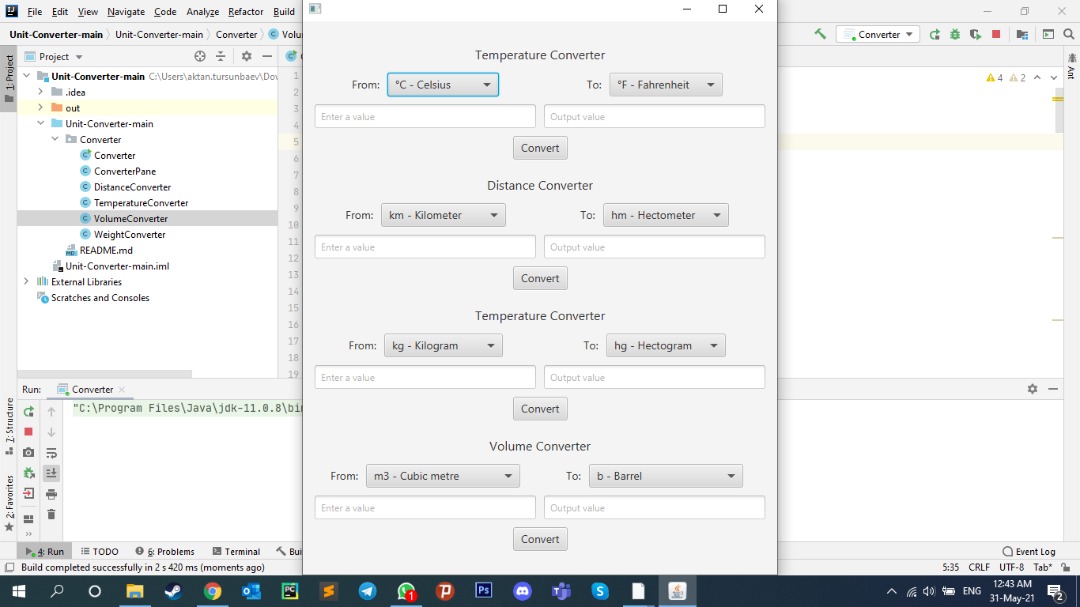 File Edit View Navigate Code Analyze Refactor Build
Unit-Converter-main Unit-Converter-main Converter Volu
Converter
1: Project
Project
Ant
Unit-Converter-main C:\Users\aktan.tursunbaev\Dov
.idea
out
Unit-Converter-main
Converter
Converter
ConverterPane
DistanceConverter
TemperatureConverter
VolumeConverter
WeightConverter
README.md
Unit-Converter-main.iml
External Libraries
Scratches and Consoles
1
2
3
4
5
6
7
8
9
10
11
12
13
14
15
16
17
18
19
4 2
Temperature Converter
From: °C - Celsius To: °F - Fahrenheit
Enter a value Output value
Convert
Distance Converter
From: km - Kilometer To: hm - Hectometer
Enter a value Output value
Convert
Temperature Converter
From: kg - Kilogram To: hg - Hectogram
Enter a value Output value
Convert
Volume Converter
From: m3 - Cubic metre To: b - Barrel
Enter a value Output value
Convert
Run: Converter
"C:\Program Files\Java\jdk-11.0.8\bin
7: Structure
2: Favorites
4: Run TODO 6: Problems Terminal Bui
Event Log
Build completed successfully in 2 s 420 ms (moments ago)
5:35 CRLF UTF-8 Tab*
ENG
12:43 AM
31-May-21
1
2